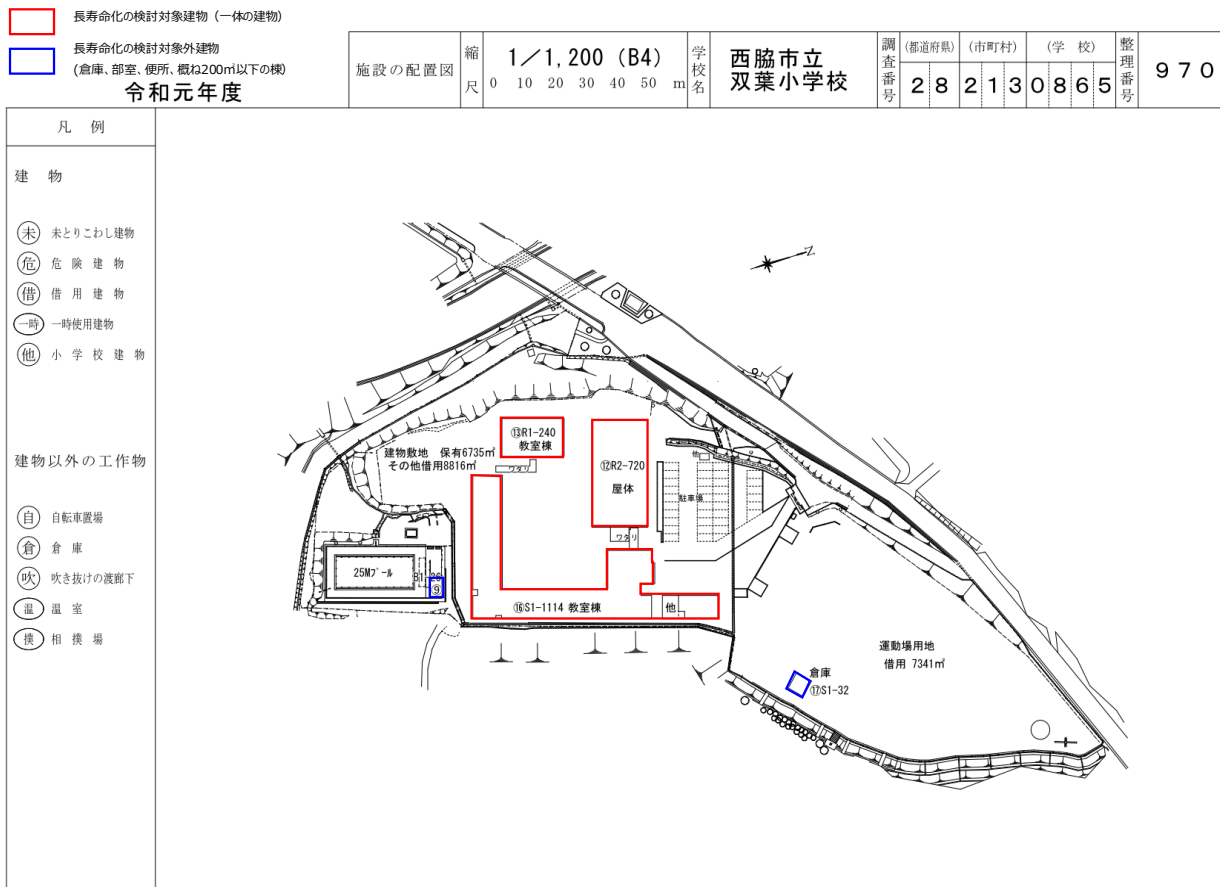 長寿命化の検討対象建物（一体の建物）
長寿命化の検討対象外建物
(倉庫、部室、便所、概ね200㎡以下の棟)
令和元年度
施設の配置図
縮尺
1／1,200 (B4)
0 10 20 30 40 50 m
学校名
西脇市立
双葉小学校
調査番号
(都道府県) (市町村) (学 校)
2 8 2 1 3 0 8 6 5
整理番号
9 7 0
凡 例
建 物
未 未とりこわし建物
危 危 険 建 物
借 借 用 建 物
一時 一時使用建物
他 小 学 校 建 物
建物以外の工作物
自 自転車置場
倉 倉 庫
吹 吹き抜けの渡廊下
温 温 室
撲 相 撲 場
N
⑬R1-240
教室棟
建物敷地 保有6735㎡
その他借用8816㎡
ワタリ
⑫R2-720
屋体
他
駐車場
ワタリ
25Mプール
⑨
⑯S1-1114 教室棟
他
運動場用地
借用 7341㎡
倉庫
⑰S1-32